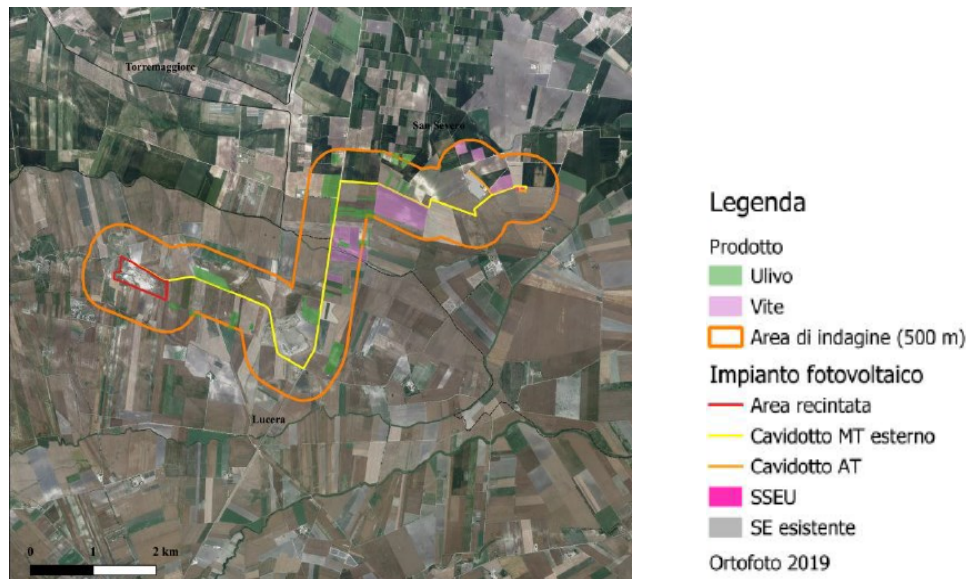 Torremaggiore
San Severo
Lucera
0 1 2 km
Legenda
Prodotto
Ulivo
Vite
Area di indagine (500 m)
Impianto fotovoltaico
Area recintata
Cavidotto MT esterno
Cavidotto AT
SSEU
SE esistente
Ortofoto 2019